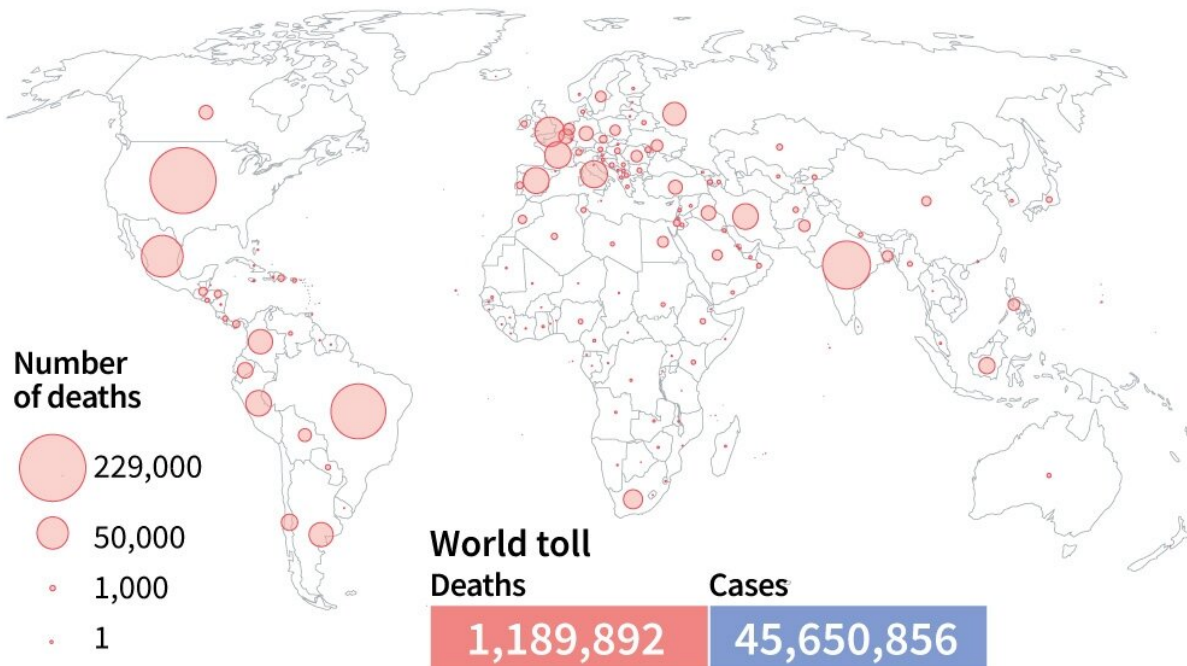 Number
of deaths
229,000
50,000
1,000
1
World toll
Deaths
Cases
1,189,892
45,650,856